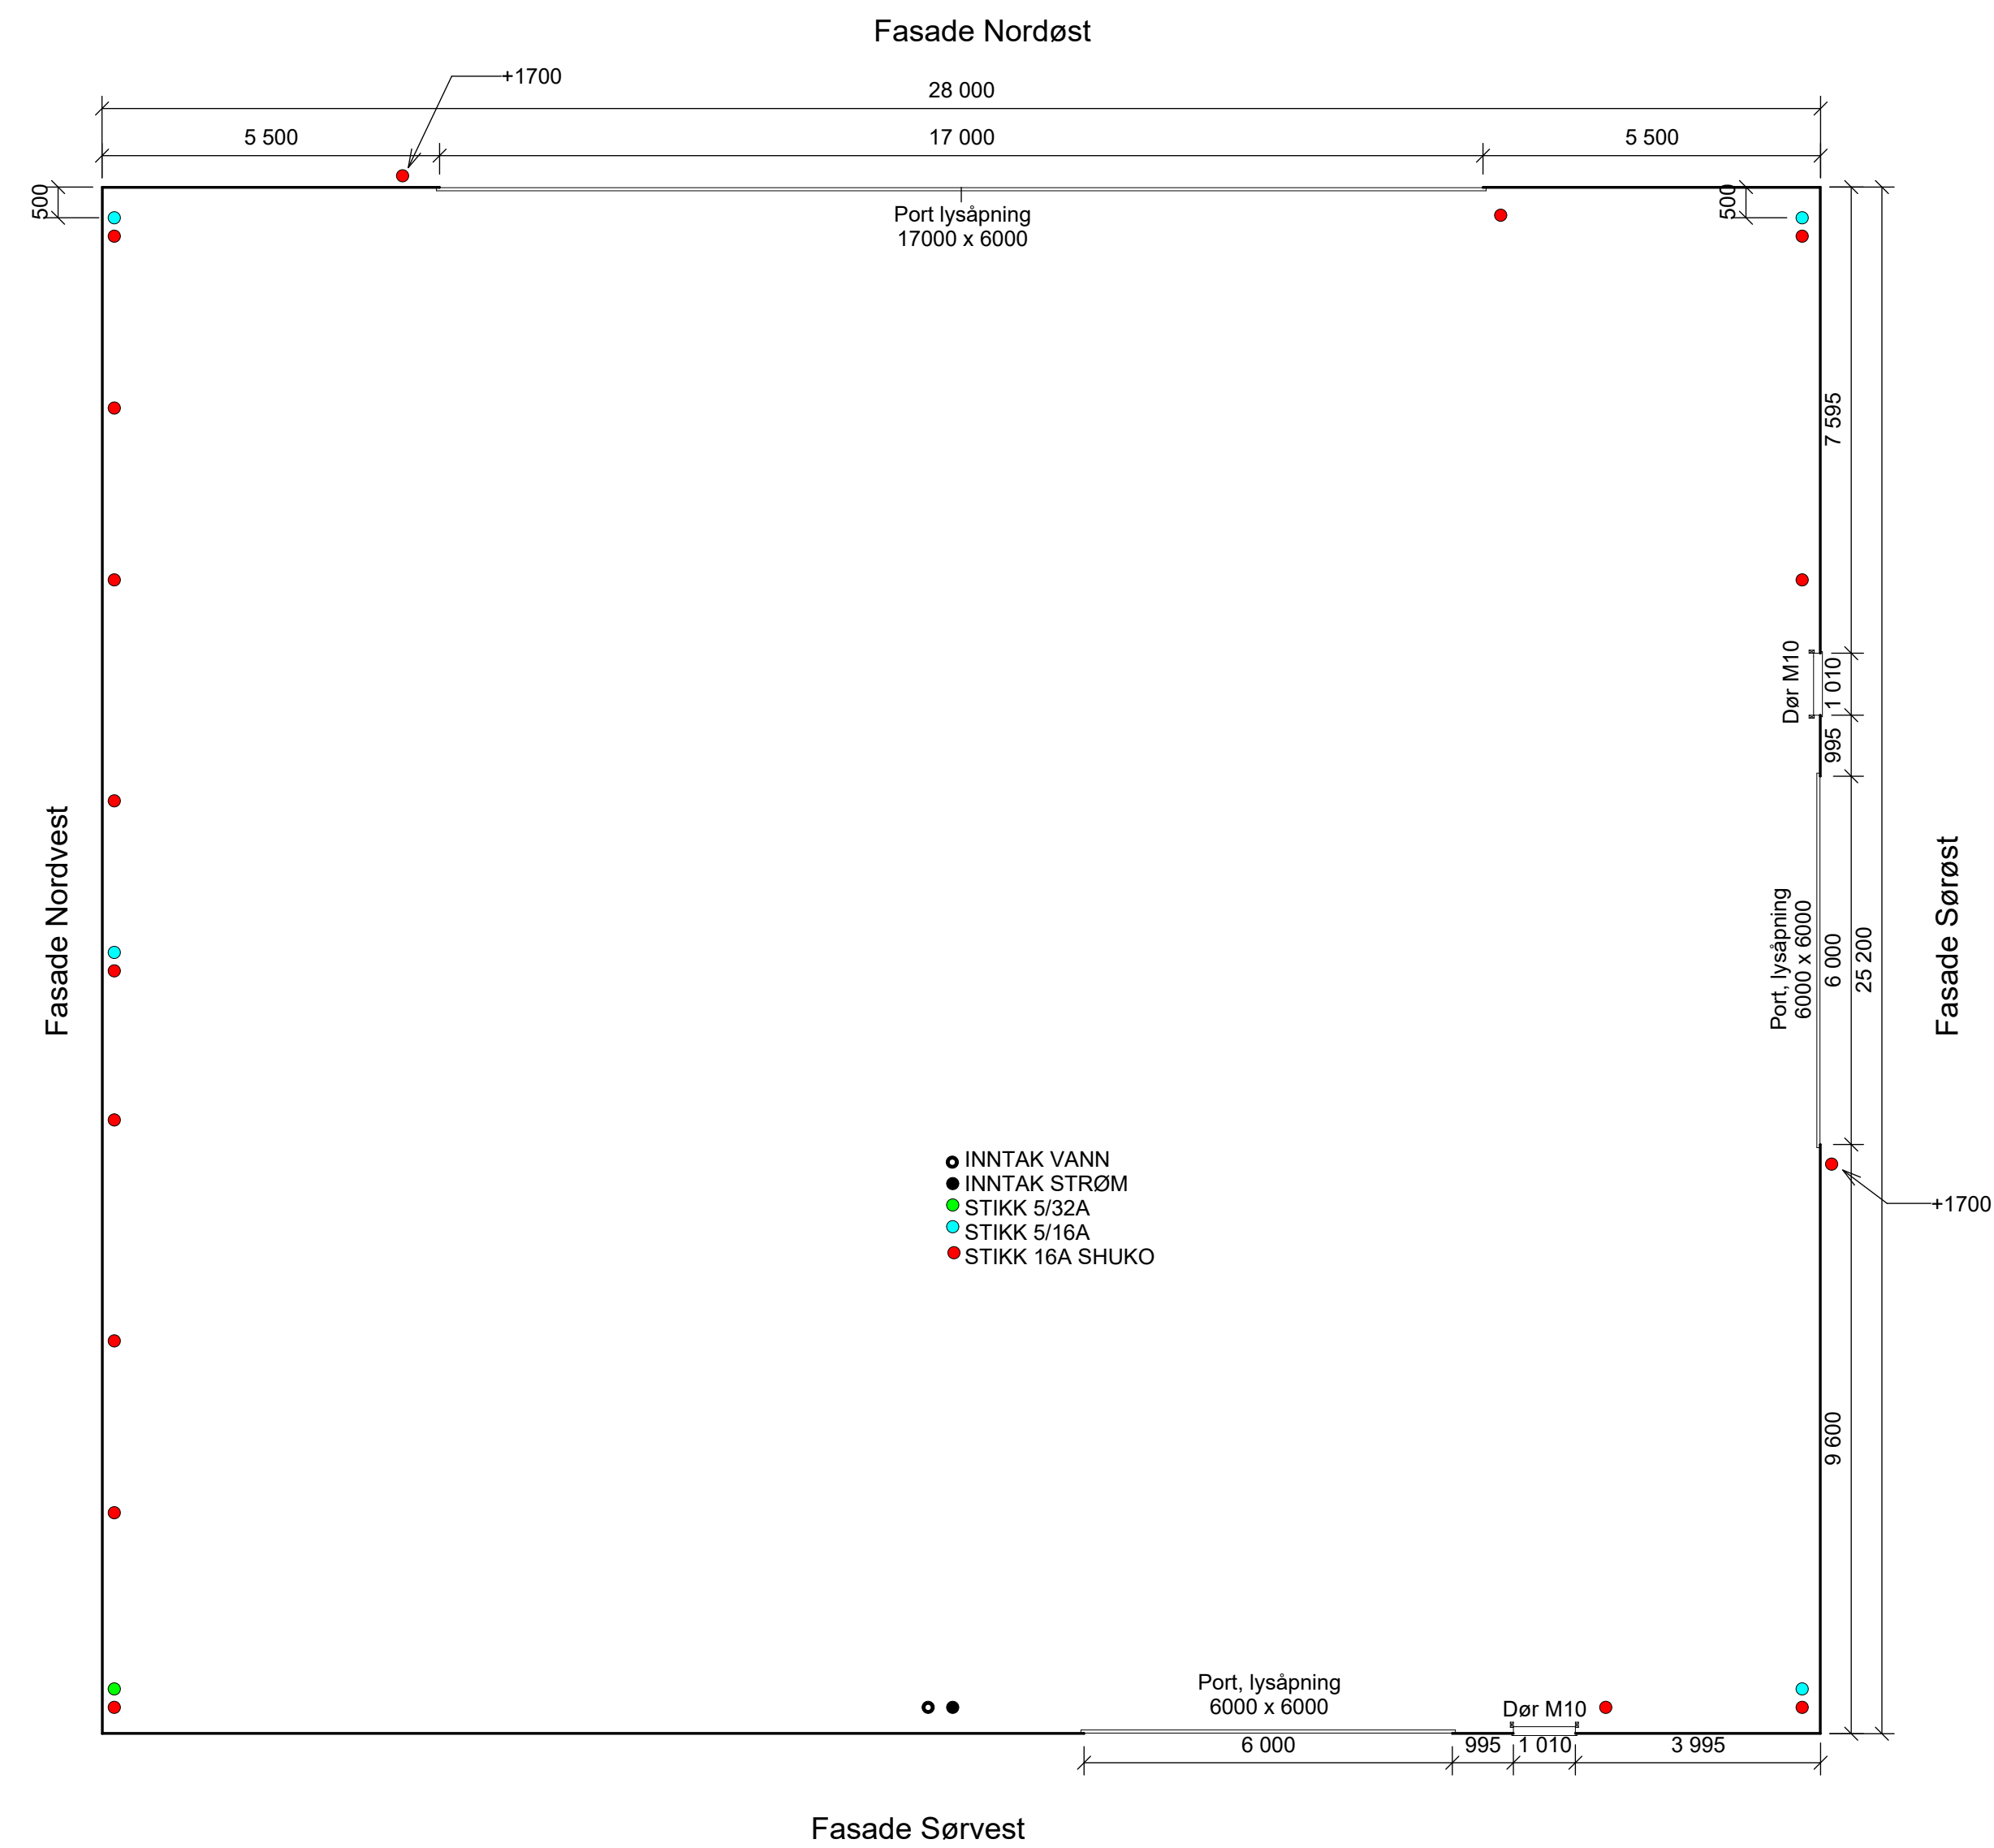 Fasade Nordøst
+1700
28 000
5 500
17 000
5 500
500
500
Port lysåpning
17000 x 6000
7 595
Dør M10
1 010
995
Fasade Nordvest
Port, lysåpning
6000 x 6000
6 000
25 200
Fasade Sørøst
INNTAK VANN
INNTAK STRØM
STIKK 5/32A
STIKK 5/16A
STIKK 16A SHUKO
+1700
9 600
Port, lysåpning
6000 x 6000
Dør M10
6 000
995
1 010
3 995
Fasade Sørvest